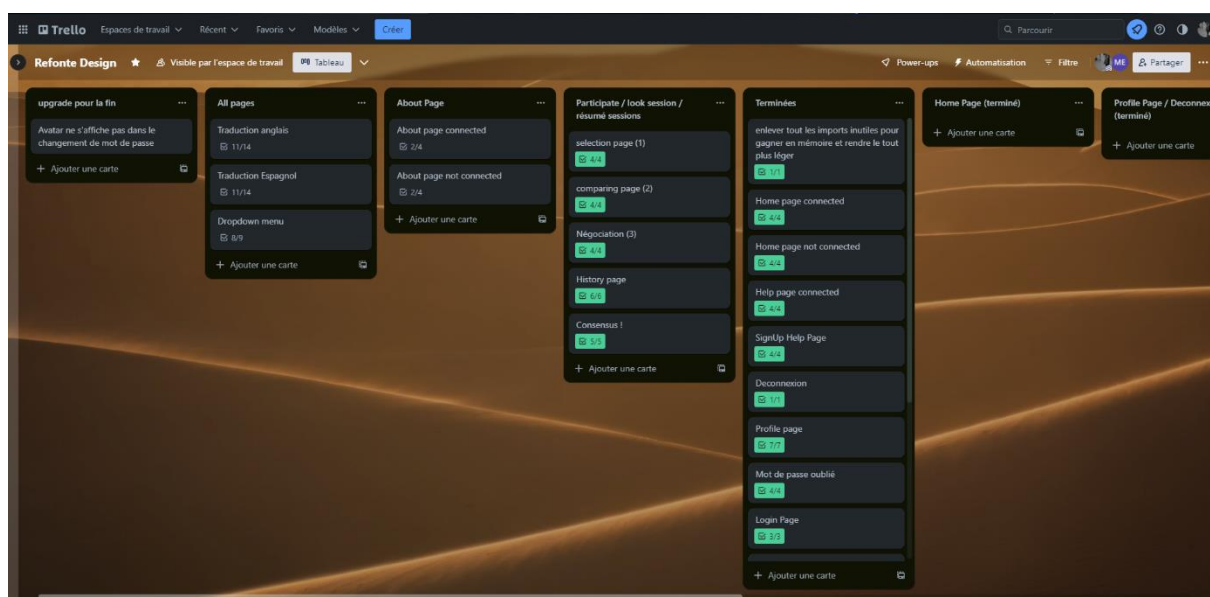 Trello Espaces de travail Récent Favoris Modèles Créer Parcourir
Refonte Design Visible par l'espace de travail Tableau Power-ups Automatisation Filtre ME Partager
upgrade pour la fin
Avatar ne s'affiche pas dans le
changement de mot de passe
+ Ajouter une carte
All pages
Traduction anglais
11/14
Traduction Espagnol
11/14
Dropdown menu
8/9
+ Ajouter une carte
About Page
About page connected
2/4
About page not connected
2/4
+ Ajouter une carte
Participate / look session /
résumé sessions
selection page (1)
4/4
comparing page (2)
4/4
Négociation (3)
4/4
History page
6/6
Consensus !
5/5
+ Ajouter une carte
Terminées
enlever tout les imports inutiles pour
gagner en mémoire et rendre le tout
plus léger
1/1
Home page connected
4/4
Home page not connected
4/4
Help page connected
4/4
SignUp Help Page
4/4
Deconnexion
1/1
Profile page
7/7
Mot de passe oublié
4/4
Login Page
3/3
+ Ajouter une carte
Home Page (terminé)
+ Ajouter une carte
Profile Page / Deconnex
(terminé)
+ Ajouter une carte